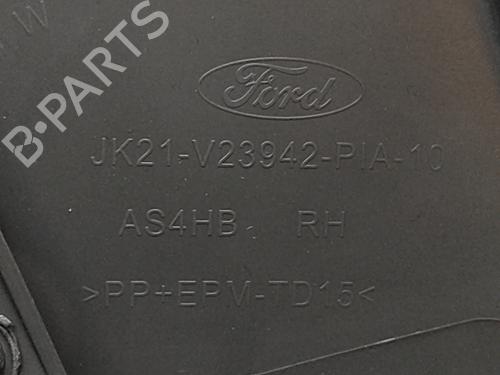 W
B-PARTS
Ford
JK21-V23942-PIA-10
AS4HB RH
>PP+EPM-TD15<